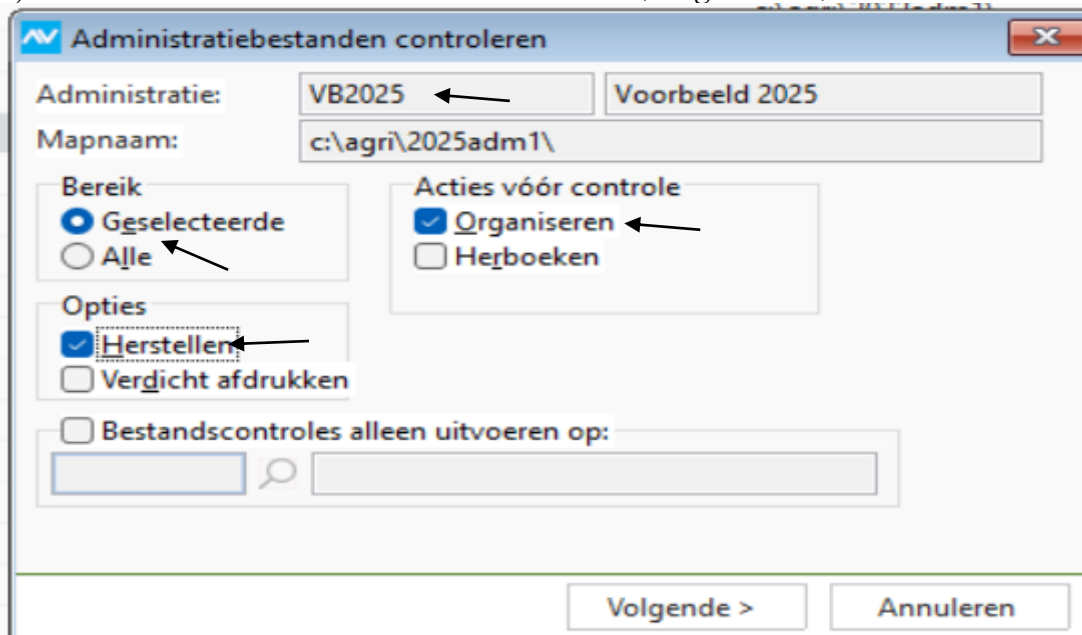 Administratiebestanden controleren
Administratie: VB2025 Voorbeeld 2025
Mapnaam: c:\agri\2025adm1\
Bereik Acties vóór controle
Geselecteerde Organiseren
Alle Herboeken
Opties
Herstellen
Verdicht afdrukken
Bestandscontroles alleen uitvoeren op:
Volgende > Annuleren